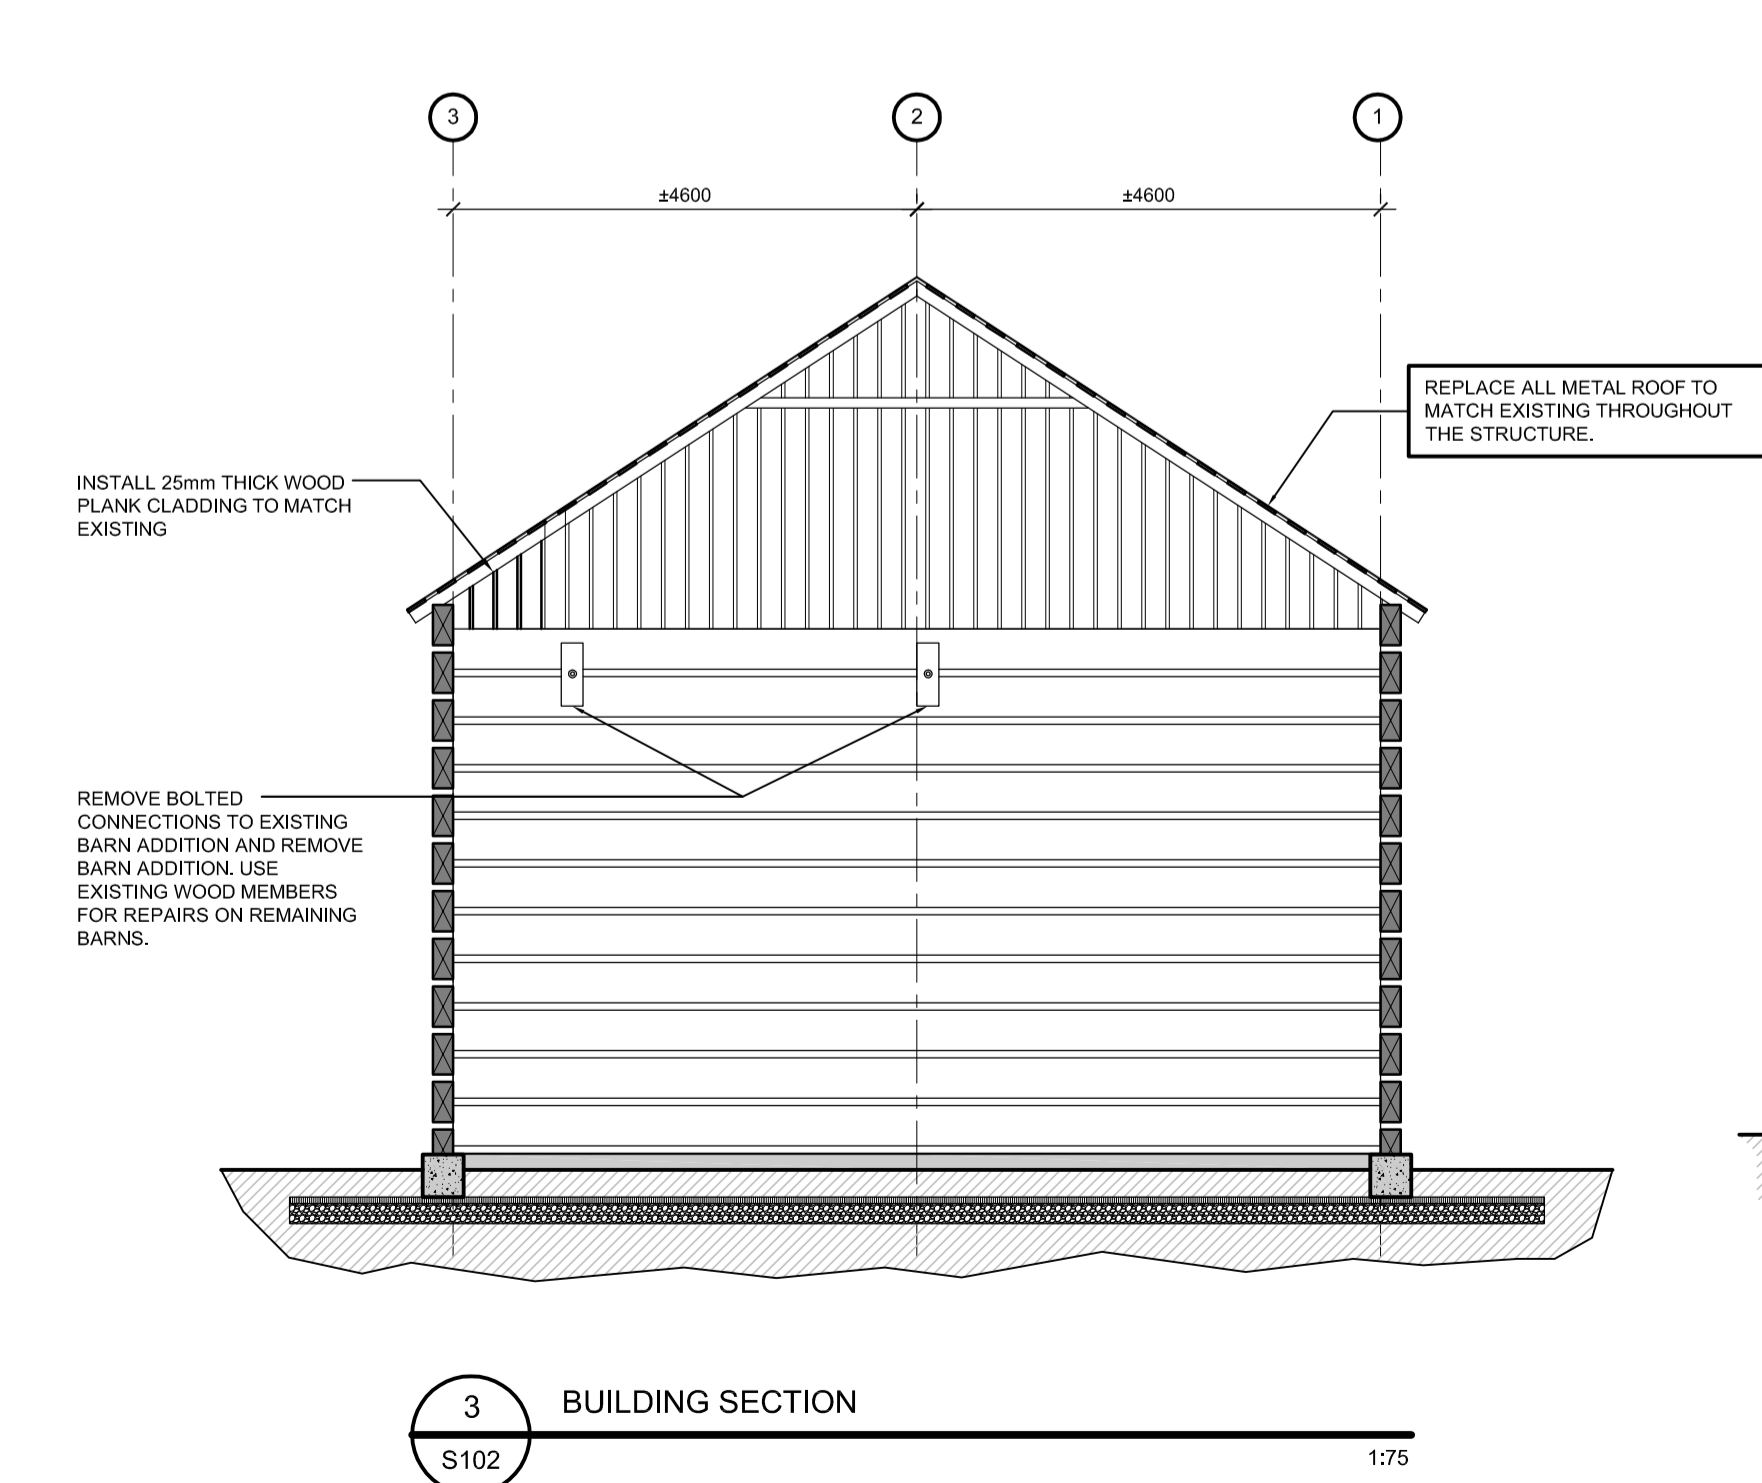 3
2
1
±4600
±4600
REPLACE ALL METAL ROOF TO
MATCH EXISTING THROUGHOUT
THE STRUCTURE.
INSTALL 25mm THICK WOOD
PLANK CLADDING TO MATCH
EXISTING
REMOVE BOLTED
CONNECTIONS TO EXISTING
BARN ADDITION AND REMOVE
BARN ADDITION. USE
EXISTING WOOD MEMBERS
FOR REPAIRS ON REMAINING
BARNS.
3
BUILDING SECTION
S102
1:75